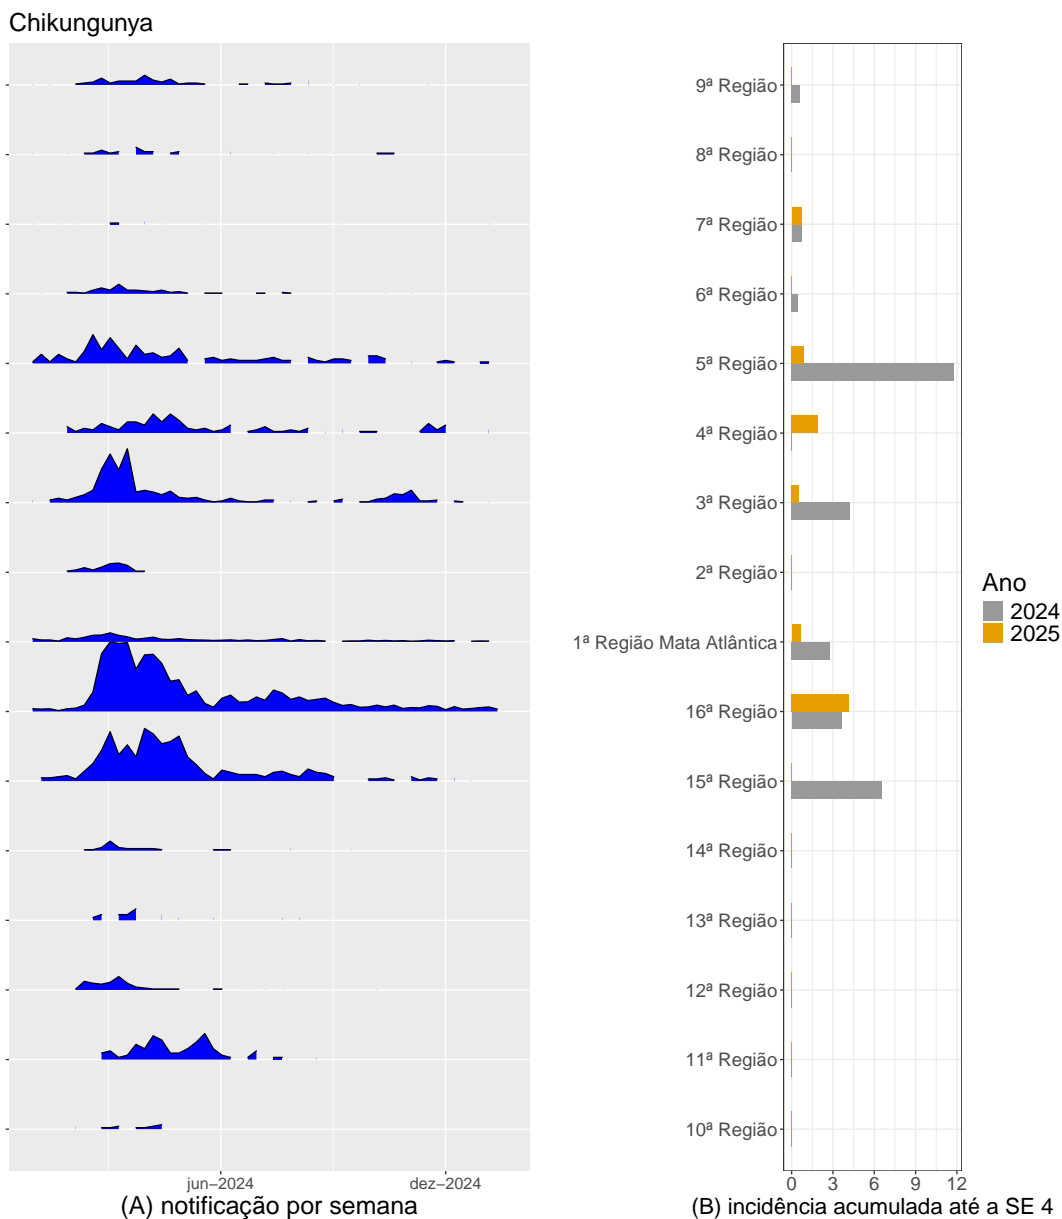 Chikungunya
9ª Região
8ª Região
7ª Região
6ª Região
5ª Região
4ª Região
3ª Região
2ª Região
1ª Região Mata Atlântica
16ª Região
15ª Região
14ª Região
13ª Região
12ª Região
11ª Região
10ª Região
Ano
2024
2025
jun−2024 dez−2024
0 3 6 9 12
(A) notificação por semana
(B) incidência acumulada até a SE 4